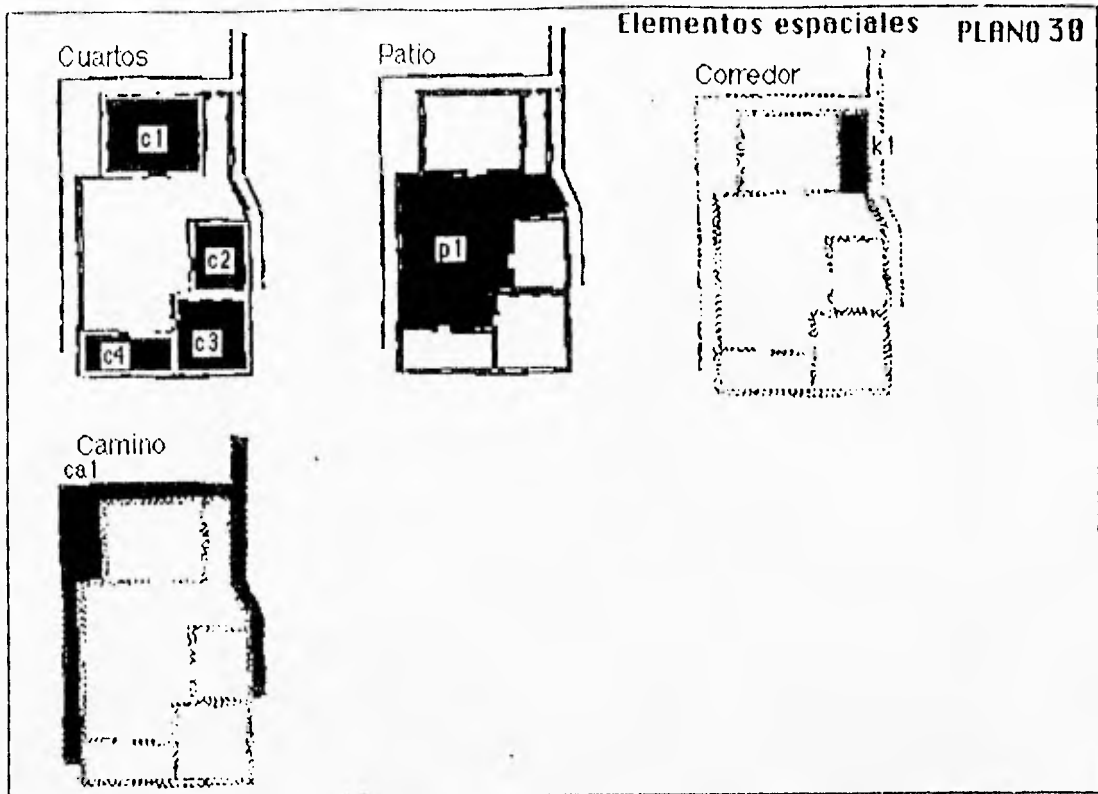 Elementos espaciales PLANO 30
Cuartos
Patio
Corredor
c1
k1
c2
p1
c3
c4
Camino
ca1